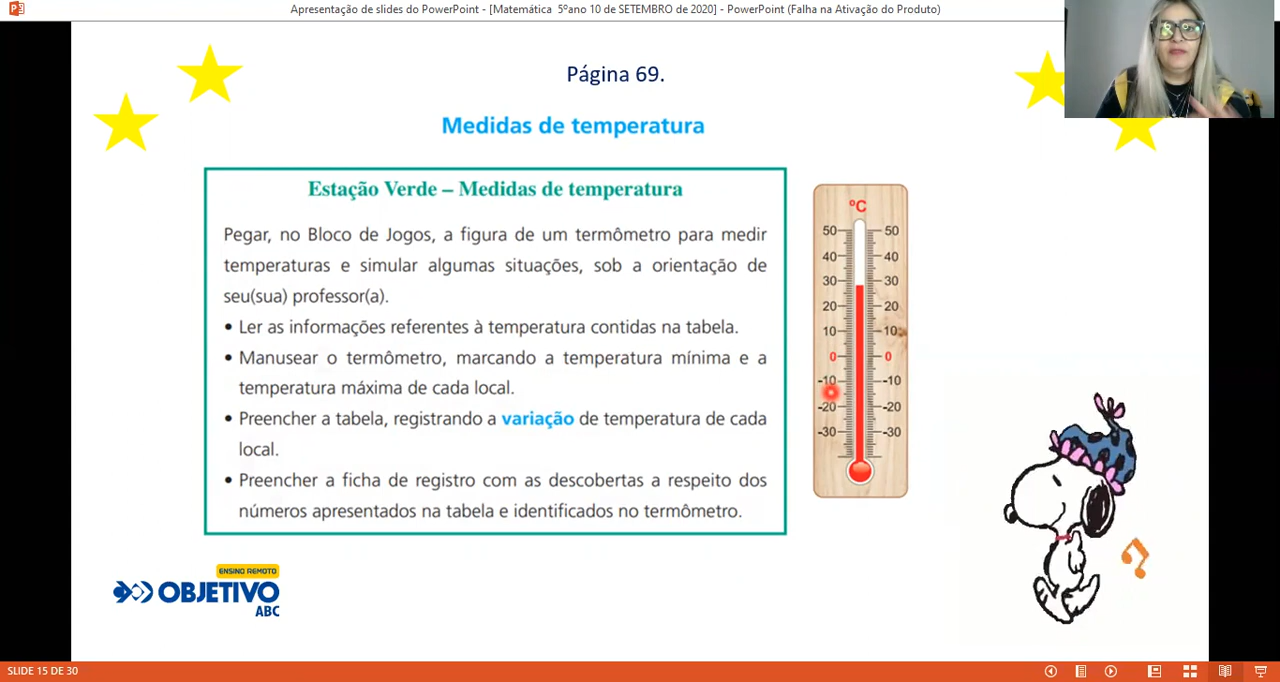 Apresentação de slides do PowerPoint - [Matemática 5ºano 10 de SETEMBRO de 2020] - PowerPoint (Falha na Ativação do Produto)
Página 69.
Medidas de temperatura
Estação Verde – Medidas de temperatura
Pegar, no Bloco de Jogos, a figura de um termômetro para medir
temperaturas e simular algumas situações, sob a orientação de
seu(sua) professor(a).
• Ler as informações referentes à temperatura contidas na tabela.
• Manusear o termômetro, marcando a temperatura mínima e a
temperatura máxima de cada local.
• Preencher a tabela, registrando a variação de temperatura de cada
local.
• Preencher a ficha de registro com as descobertas a respeito dos
números apresentados na tabela e identificados no termômetro.
ºC
50 50
40 40
30 30
20 20
10 10
0 0
-10 -10
-20 -20
-30 -30
ENSINO REMOTO
OBJETIVO
ABC
SLIDE 15 DE 30